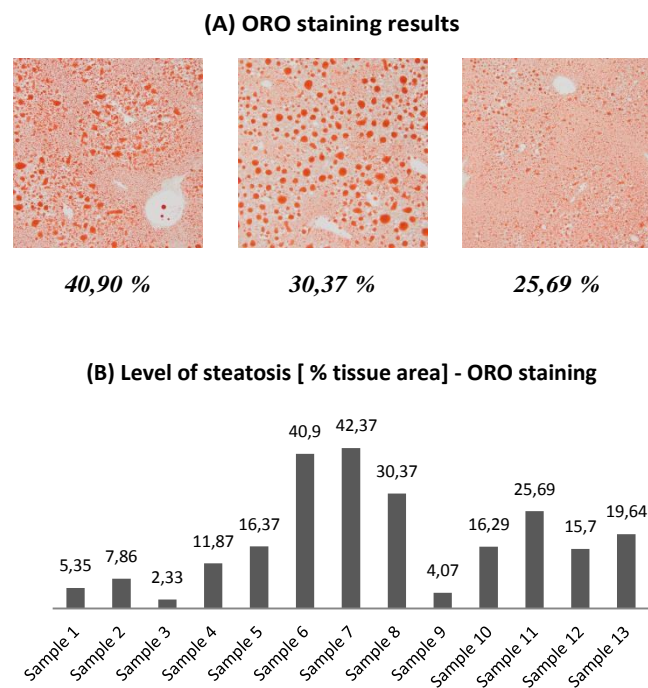 (A) ORO staining results
40,90 %
30,37 %
25,69 %
(B) Level of steatosis [ % tissue area] - ORO staining
5,35
7,86
2,33
11,87
16,37
40,9
42,37
30,37
4,07
16,29
25,69
15,7
19,64
Sample 1
Sample 2
Sample 3
Sample 4
Sample 5
Sample 6
Sample 7
Sample 8
Sample 9
Sample 10
Sample 11
Sample 12
Sample 13